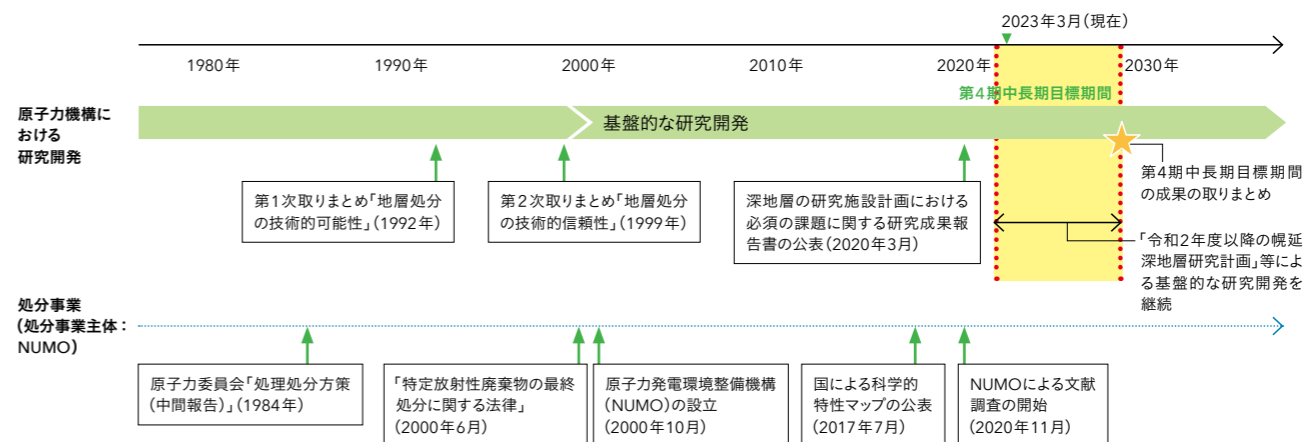 2023年3月(現在)
1980年
1990年
2000年
2010年
2020年
2030年
第4期中長期目標期間
原子力機構に
おける
研究開発
基盤的な研究開発
第1次取りまとめ「地層処分
の技術的可能性」(1992年)
第2次取りまとめ「地層処分
の技術的信頼性」(1999年)
深地層の研究施設計画における
必須の課題に関する研究成果報
告書の公表(2020年3月)
第4期中長期目標期間
の成果の取りまとめ
「令和2年度以降の幌延
深地層研究計画」等によ
る基盤的な研究開発を
継続
処分事業
(処分事業主体:
NUMO)
原子力委員会「処理処分方策
(中間報告)」(1984年)
「特定放射性廃棄物の最終
処分に関する法律」
(2000年6月)
原子力発電環境整備機構
(NUMO)の設立
(2000年10月)
国による科学的
特性マップの公表
(2017年7月)
NUMOによる文献
調査の開始
(2020年11月)